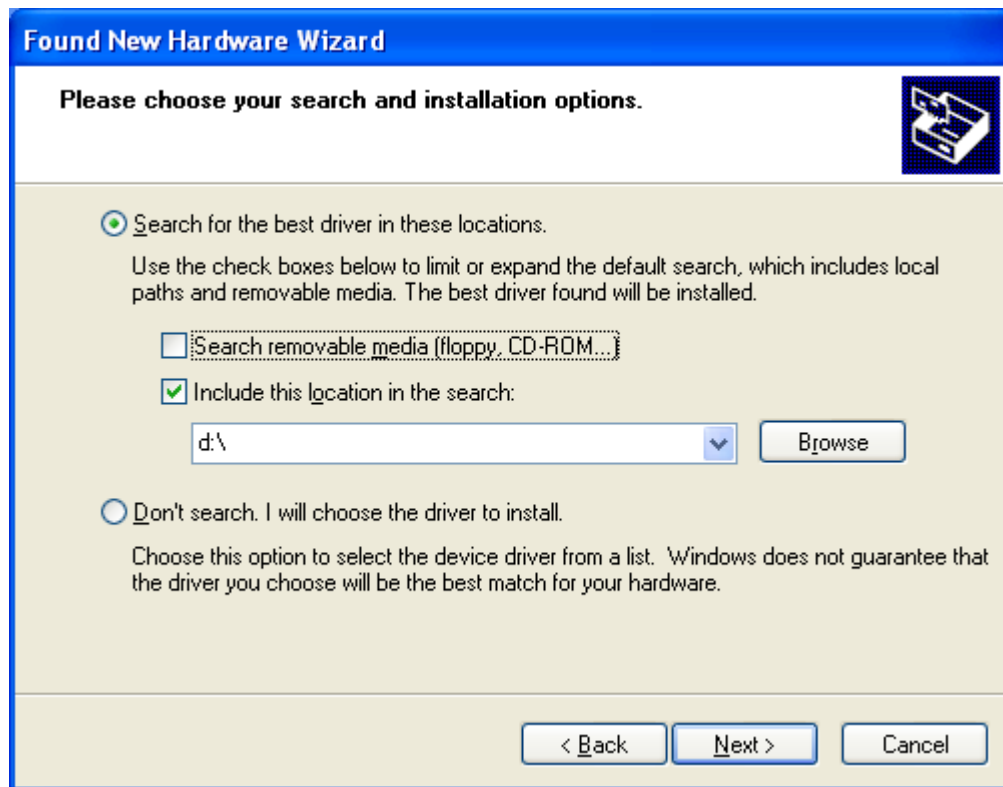 Found New Hardware Wizard
Please choose your search and installation options.
Search for the best driver in these locations.
Use the check boxes below to limit or expand the default search, which includes local
paths and removable media. The best driver found will be installed.
Search removable media (floppy, CD-ROM...)
Include this location in the search:
d:\
Browse
Don't search. I will choose the driver to install.
Choose this option to select the device driver from a list.  Windows does not guarantee that
the driver you choose will be the best match for your hardware.
< Back
Next >
Cancel